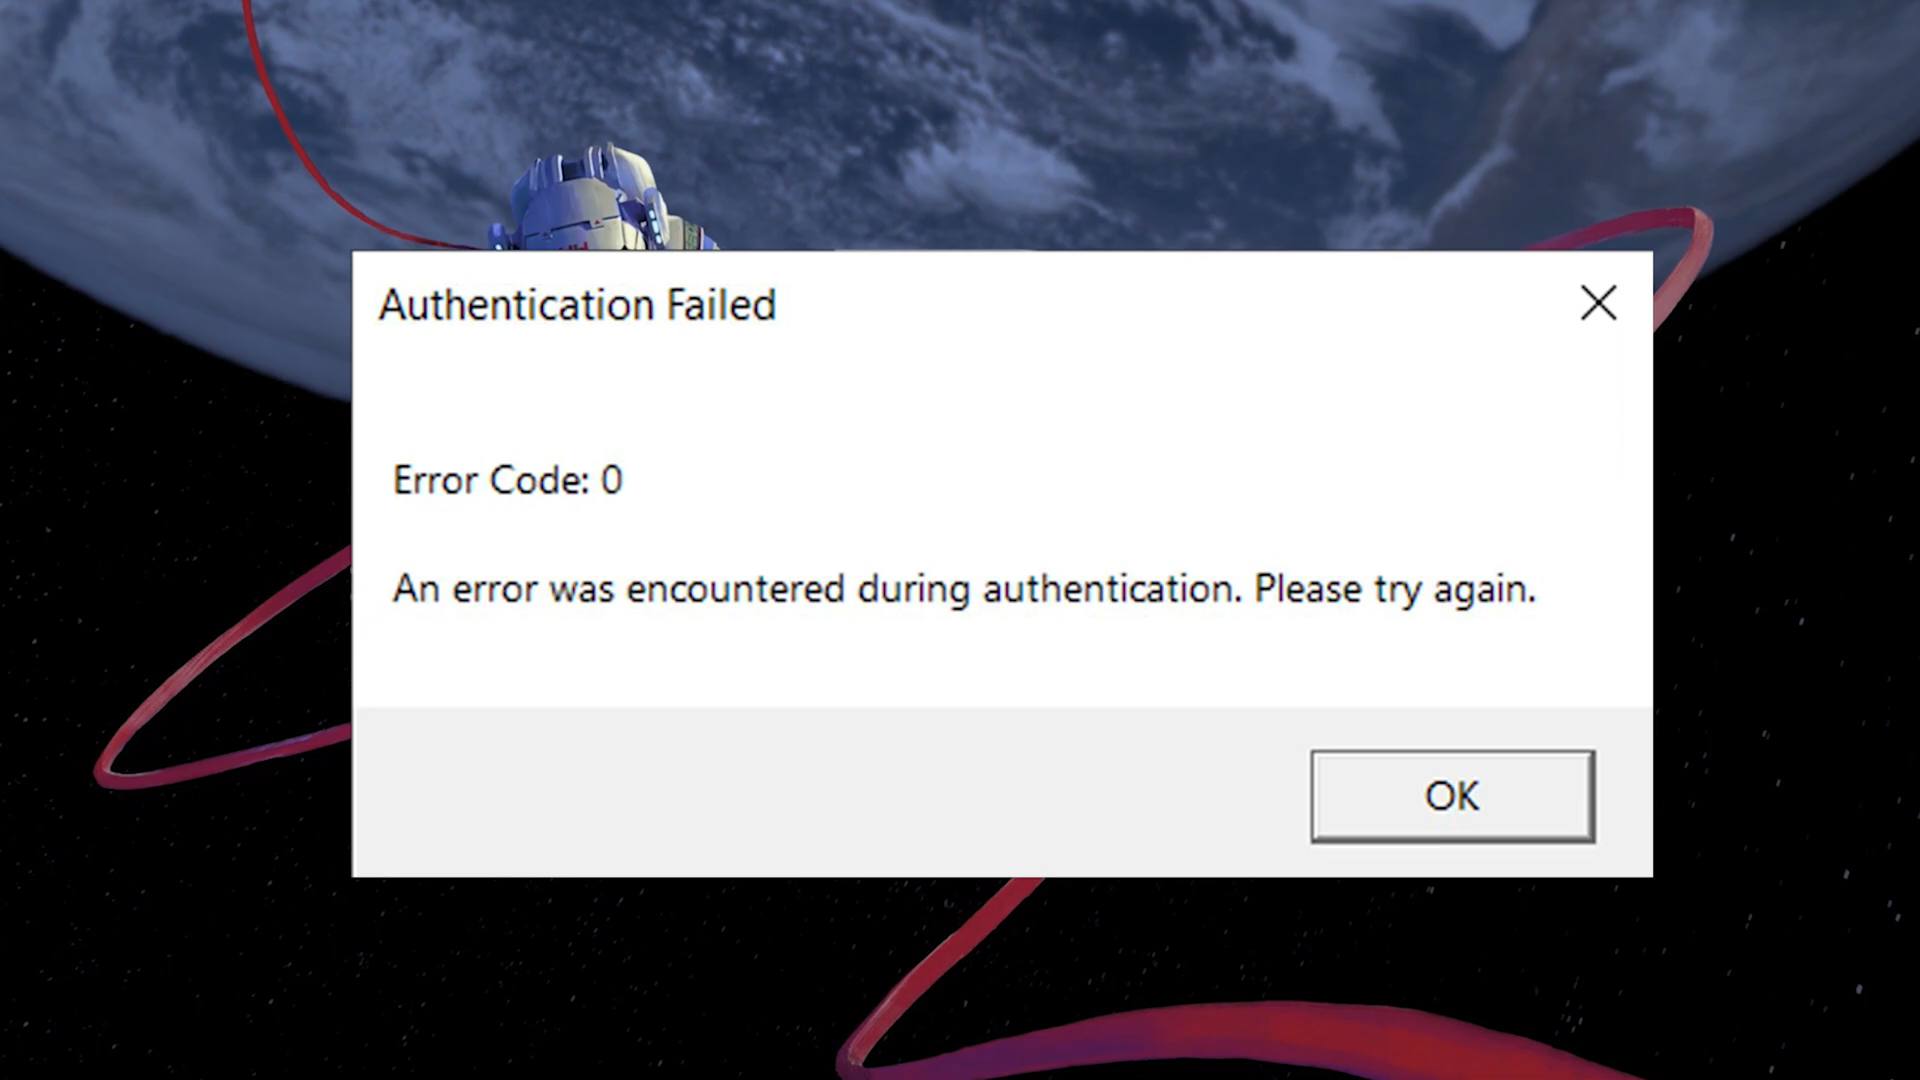 Authentication Failed
Error Code: 0
An error was encountered during authentication. Please try again.
OK